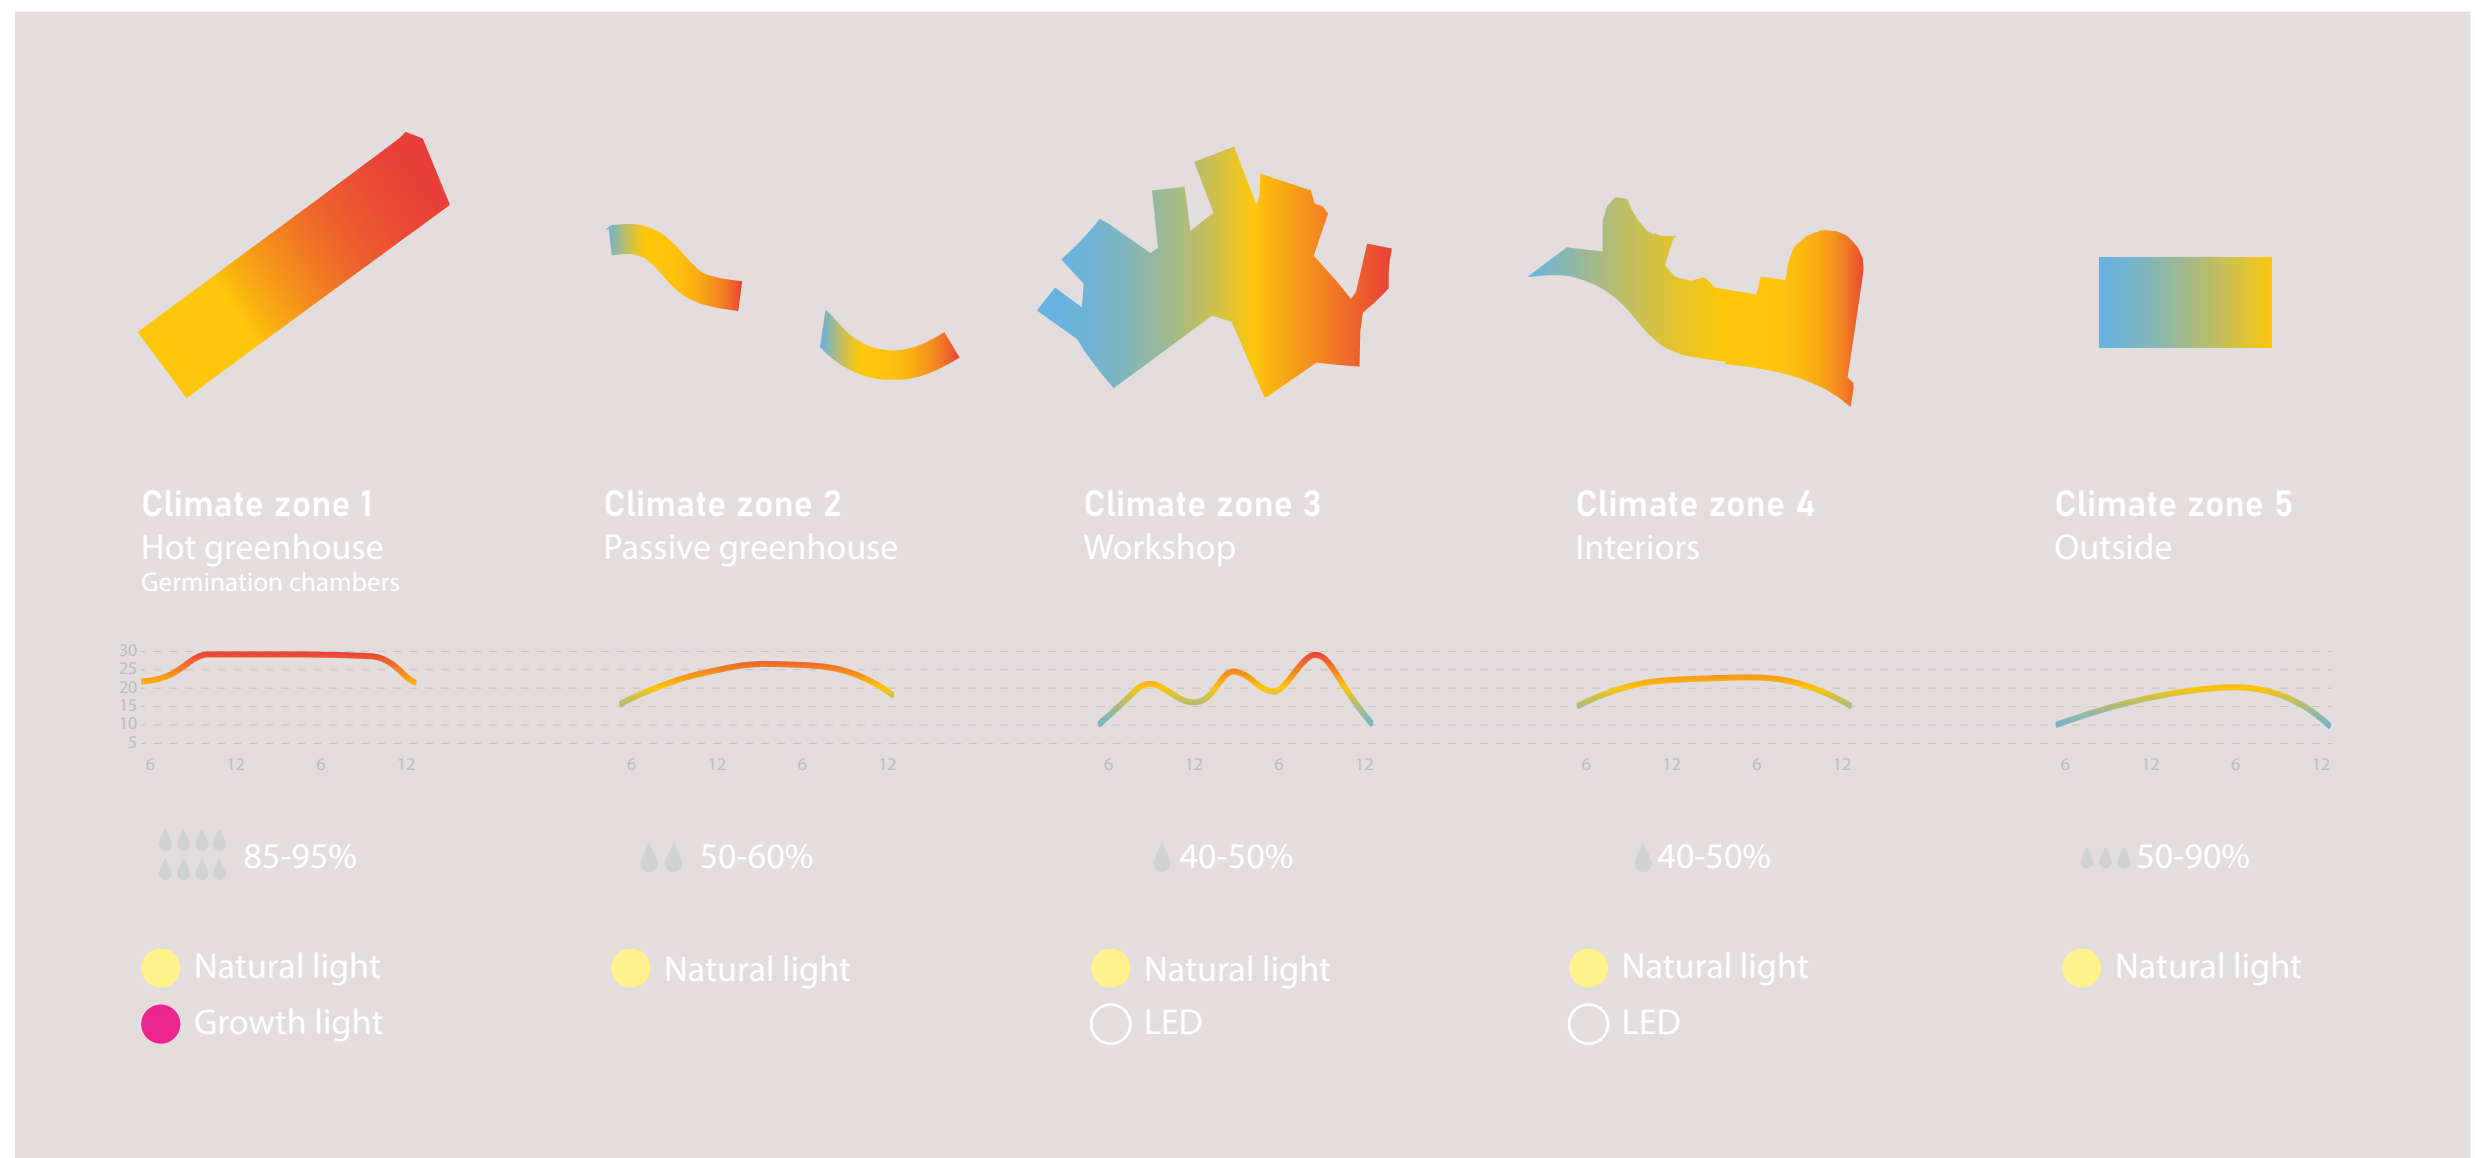 Climate zone 1
Hot greenhouse
Germination chambers
Climate zone 2
Passive greenhouse
Climate zone 3
Workshop
Climate zone 4
Interiors
Climate zone 5
Outside
30
25
20
15
10
5
6 12 6 12
6 12 6 12
6 12 6 12
6 12 6 12
6 12 6 12
85-95%
50-60%
40-50%
40-50%
50-90%
Natural light
Growth light
Natural light
Natural light
LED
Natural light
LED
Natural light